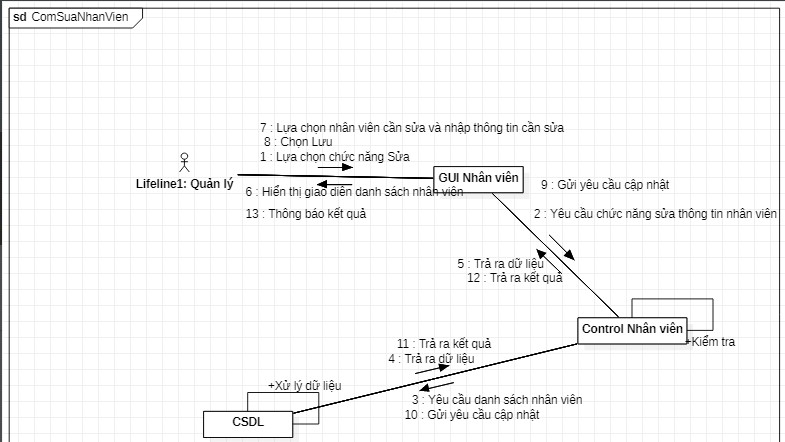 sd ComSuaNhanVien
7 : Lựa chọn nhân viên cần sửa và nhập thông tin cần sửa
8 : Chọn Lưu
1 : Lựa chọn chức năng Sửa
Lifeline1: Quản lý
GUI Nhân viên
6 : Hiển thị giao diện danh sách nhân viên
13 : Thông báo kết quả
9 : Gửi yêu cầu cập nhật
2 : Yêu cầu chức năng sửa thông tin nhân viên
5 : Trả ra dữ liệu
12 : Trả ra kết quả
Control Nhân viên
+Kiểm tra
11 : Trả ra kết quả
4 : Trả ra dữ liệu
+Xử lý dữ liệu
3 : Yêu cầu danh sách nhân viên
10 : Gửi yêu cầu cập nhật
CSDL